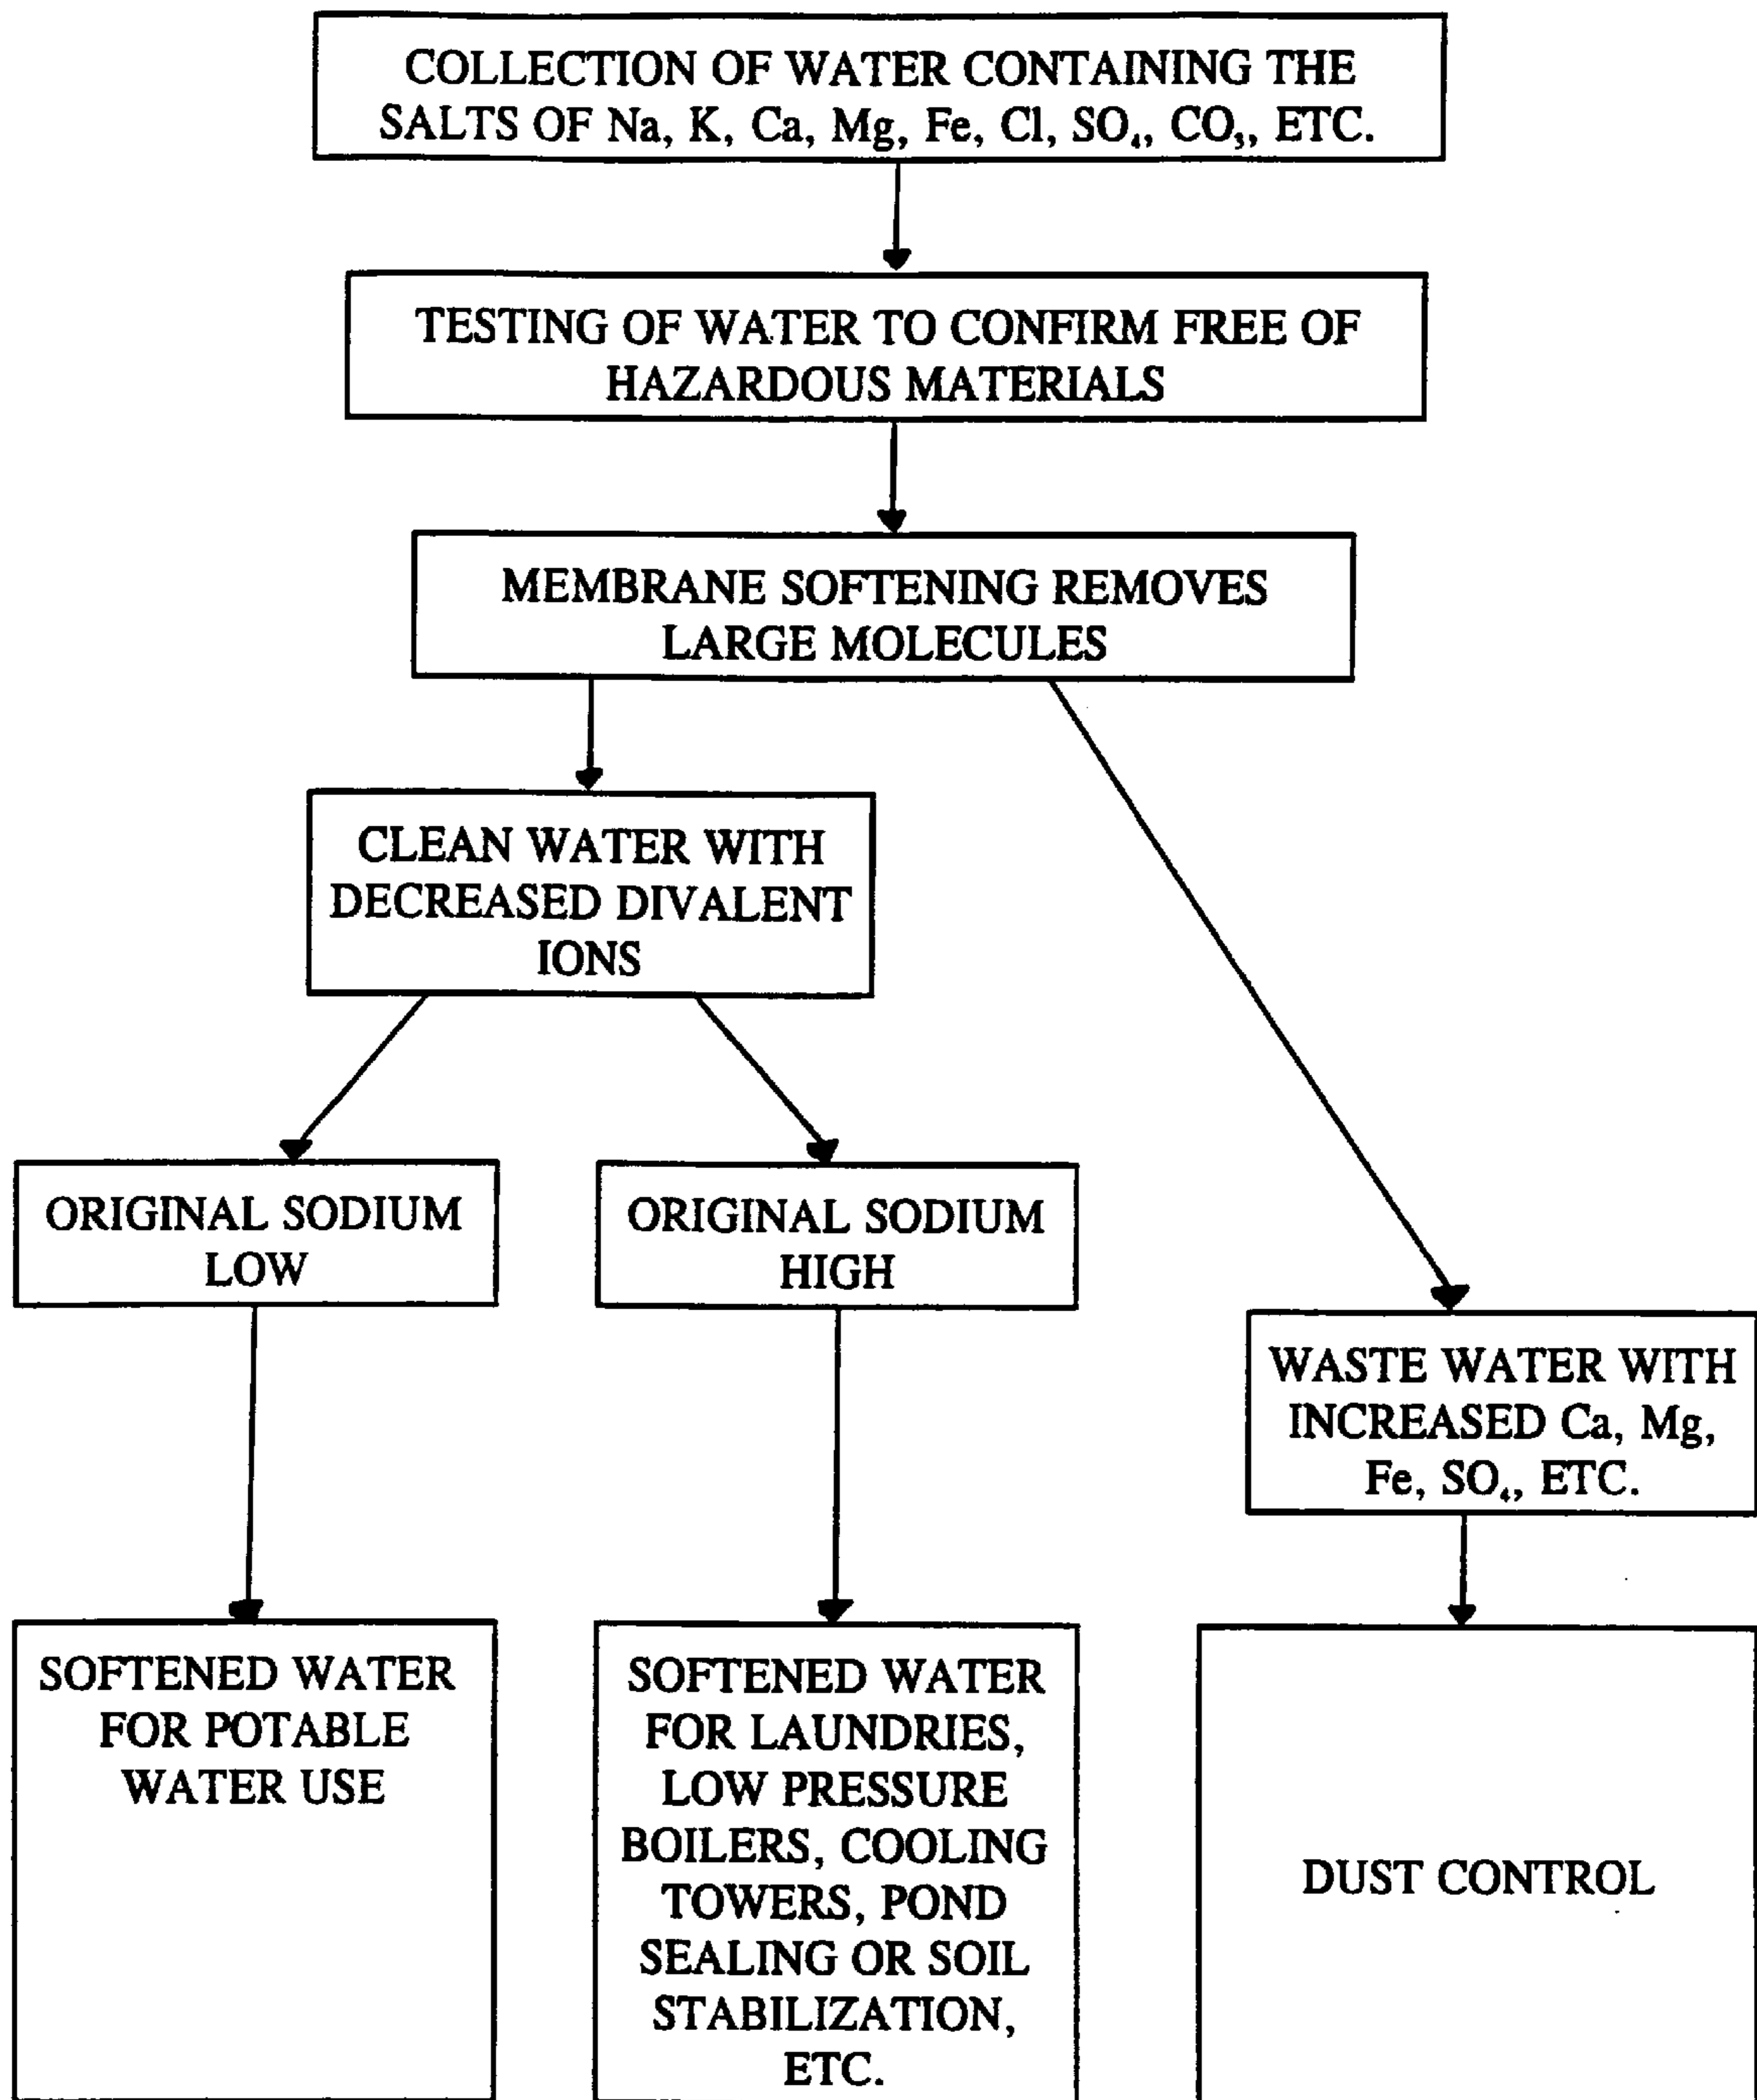 COLLECTION OF WATER CONTAINING THE
SALTS OF Na, K, Ca, Mg, Fe, Cl, SO₄, CO₃, ETC.
TESTING OF WATER TO CONFIRM FREE OF
HAZARDOUS MATERIALS
MEMBRANE SOFTENING REMOVES
LARGE MOLECULES
CLEAN WATER WITH
DECREASED DIVALENT
IONS
ORIGINAL SODIUM
LOW
ORIGINAL SODIUM
HIGH
WASTE WATER WITH
INCREASED Ca, Mg,
Fe, SO₄, ETC.
SOFTENED WATER
FOR POTABLE
WATER USE
SOFTENED WATER
FOR LAUNDRIES,
LOW PRESSURE
BOILERS, COOLING
TOWERS, POND
SEALING OR SOIL
STABILIZATION,
ETC.
DUST CONTROL